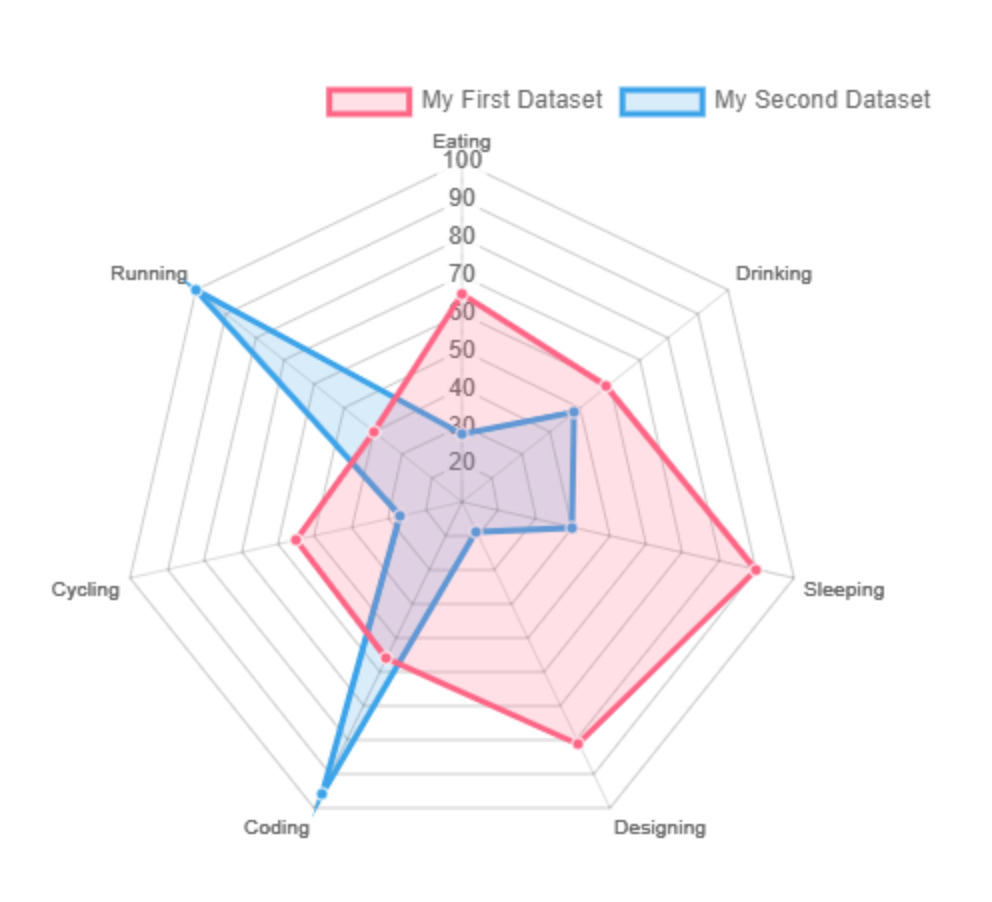 My First Dataset My Second Dataset
Eating
100
90
80
70
60
50
40
30
20
Running
Drinking
Cycling
Sleeping
Coding
Designing